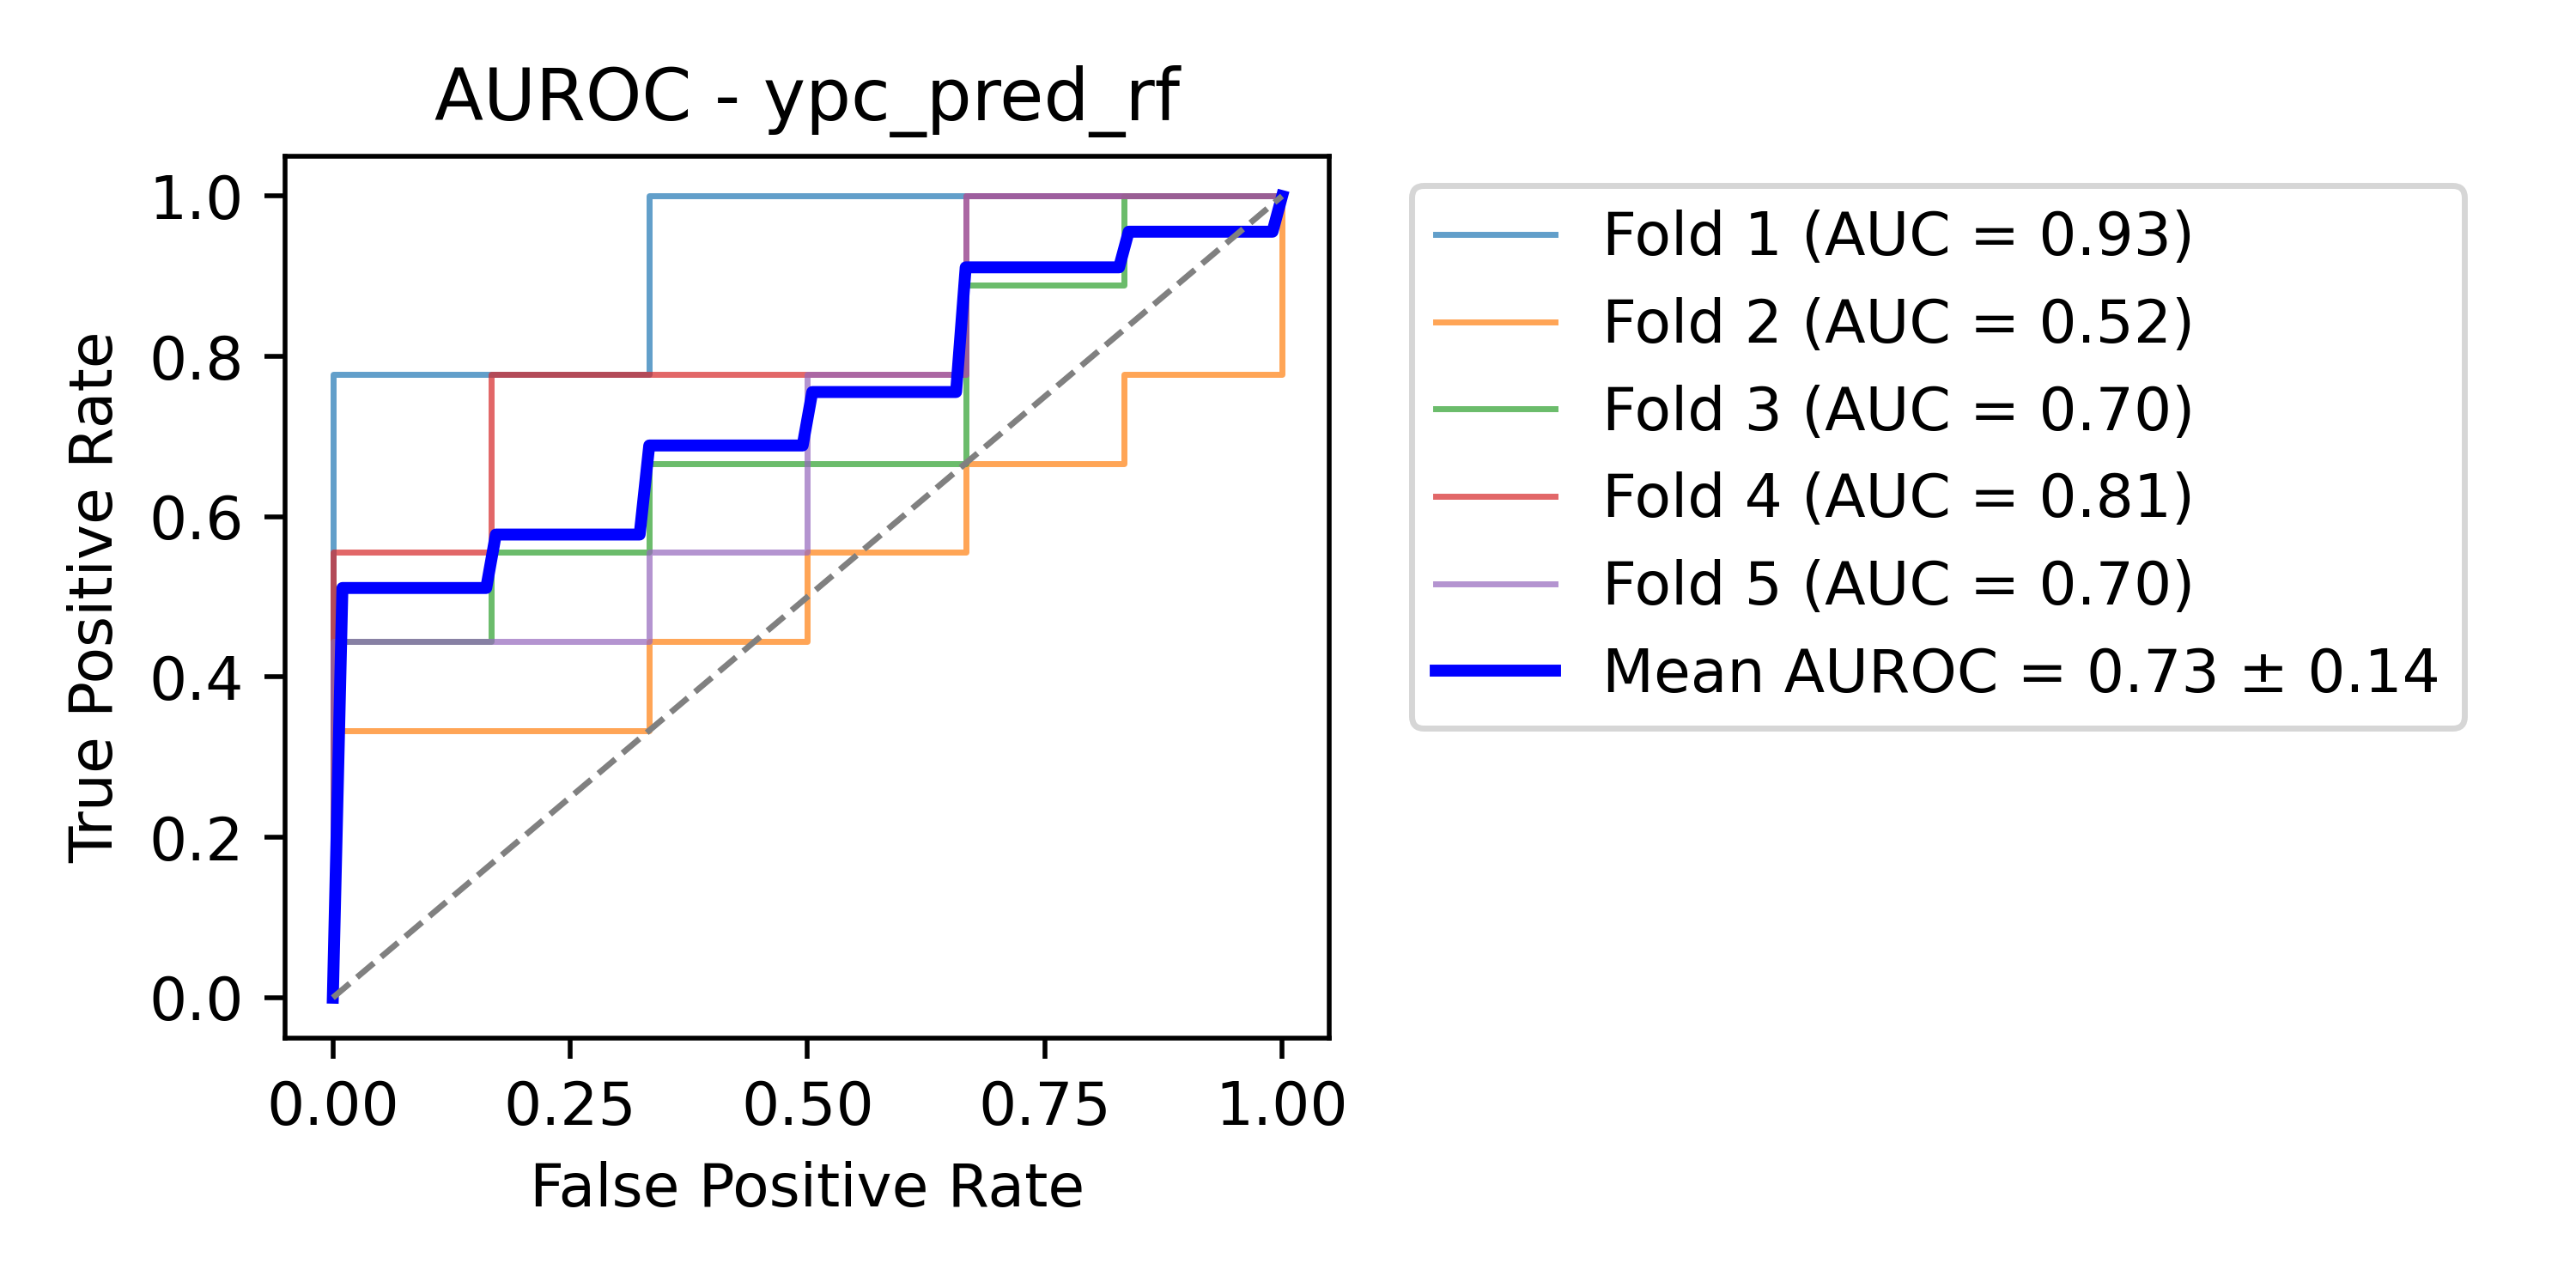 AUROC - ypc_pred_rf
True Positive Rate
1.0
0.8
0.6
0.4
0.2
0.0
0.00 0.25 0.50 0.75 1.00
False Positive Rate
Fold 1 (AUC = 0.93)
Fold 2 (AUC = 0.52)
Fold 3 (AUC = 0.70)
Fold 4 (AUC = 0.81)
Fold 5 (AUC = 0.70)
Mean AUROC = 0.73 ± 0.14